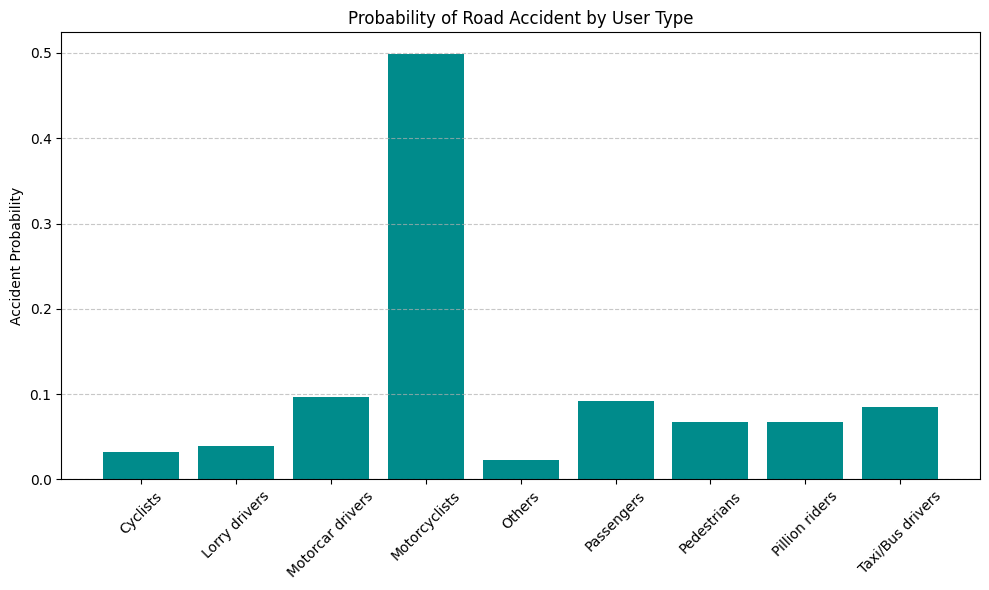 Probability of Road Accident by User Type
Accident Probability
0.5
0.4
0.3
0.2
0.1
0.0
Cyclists
Lorry drivers
Motorcar drivers
Motorcyclists
Others
Passengers
Pedestrians
Pillion riders
Taxi/Bus drivers